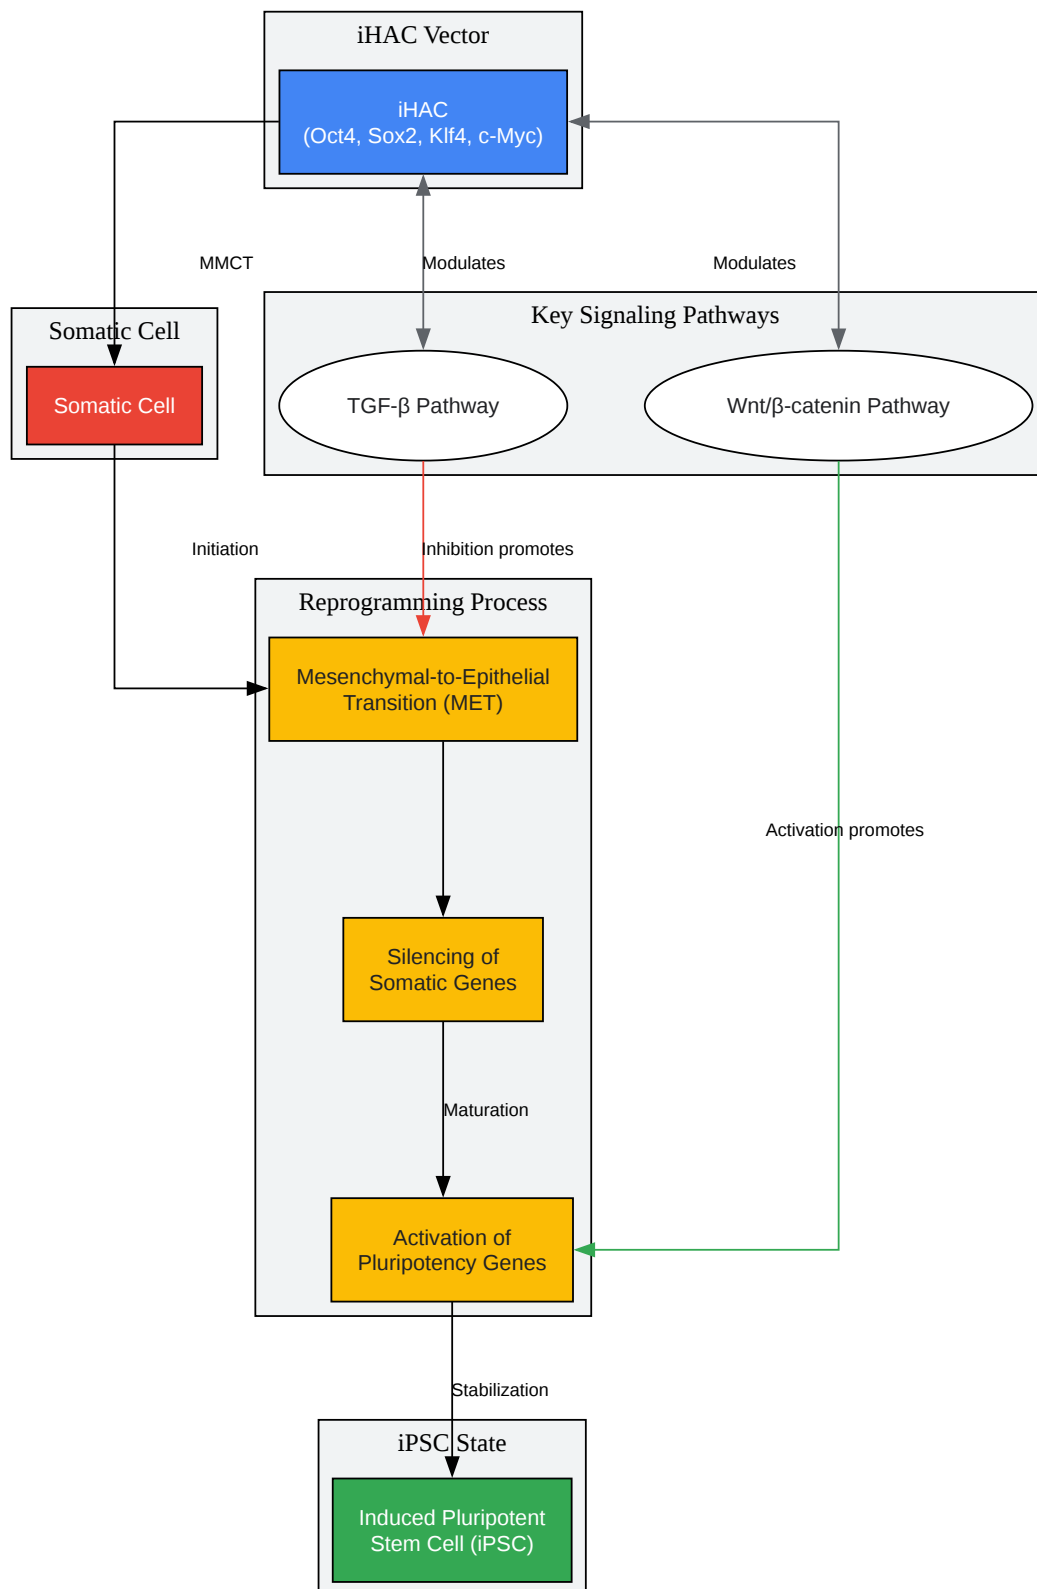 iHAC Vector
iHAC
(Oct4, Sox2, Klf4, c-Myc)
MMCT
Modulates
Modulates
Somatic Cell
Somatic Cell
Key Signaling Pathways
TGF-β Pathway
Wnt/β-catenin Pathway
Initiation
Inhibition promotes
Reprogramming Process
Mesenchymal-to-Epithelial
Transition (MET)
Activation promotes
Silencing of
Somatic Genes
Maturation
Activation of
Pluripotency Genes
Stabilization
iPSC State
Induced Pluripotent
Stem Cell (iPSC)